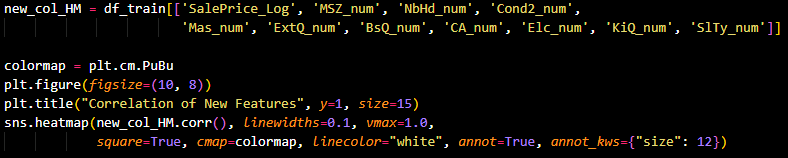 new_col_HM = df_train[['SalePrice_Log', 'MSZ_num', 'NbHd_num', 'Cond2_num',
'Mas_num', 'ExtQ_num', 'BsQ_num', 'CA_num', 'Elc_num', 'KiQ_num', 'SlTy_num']]
colormap = plt.cm.PuBu
plt.figure(figsize=(10, 8))
plt.title("Correlation of New Features", y=1, size=15)
sns.heatmap(new_col_HM.corr(), linewidths=0.1, vmax=1.0,
square=True, cmap=colormap, linecolor="white", annot=True, annot_kws={"size": 12})